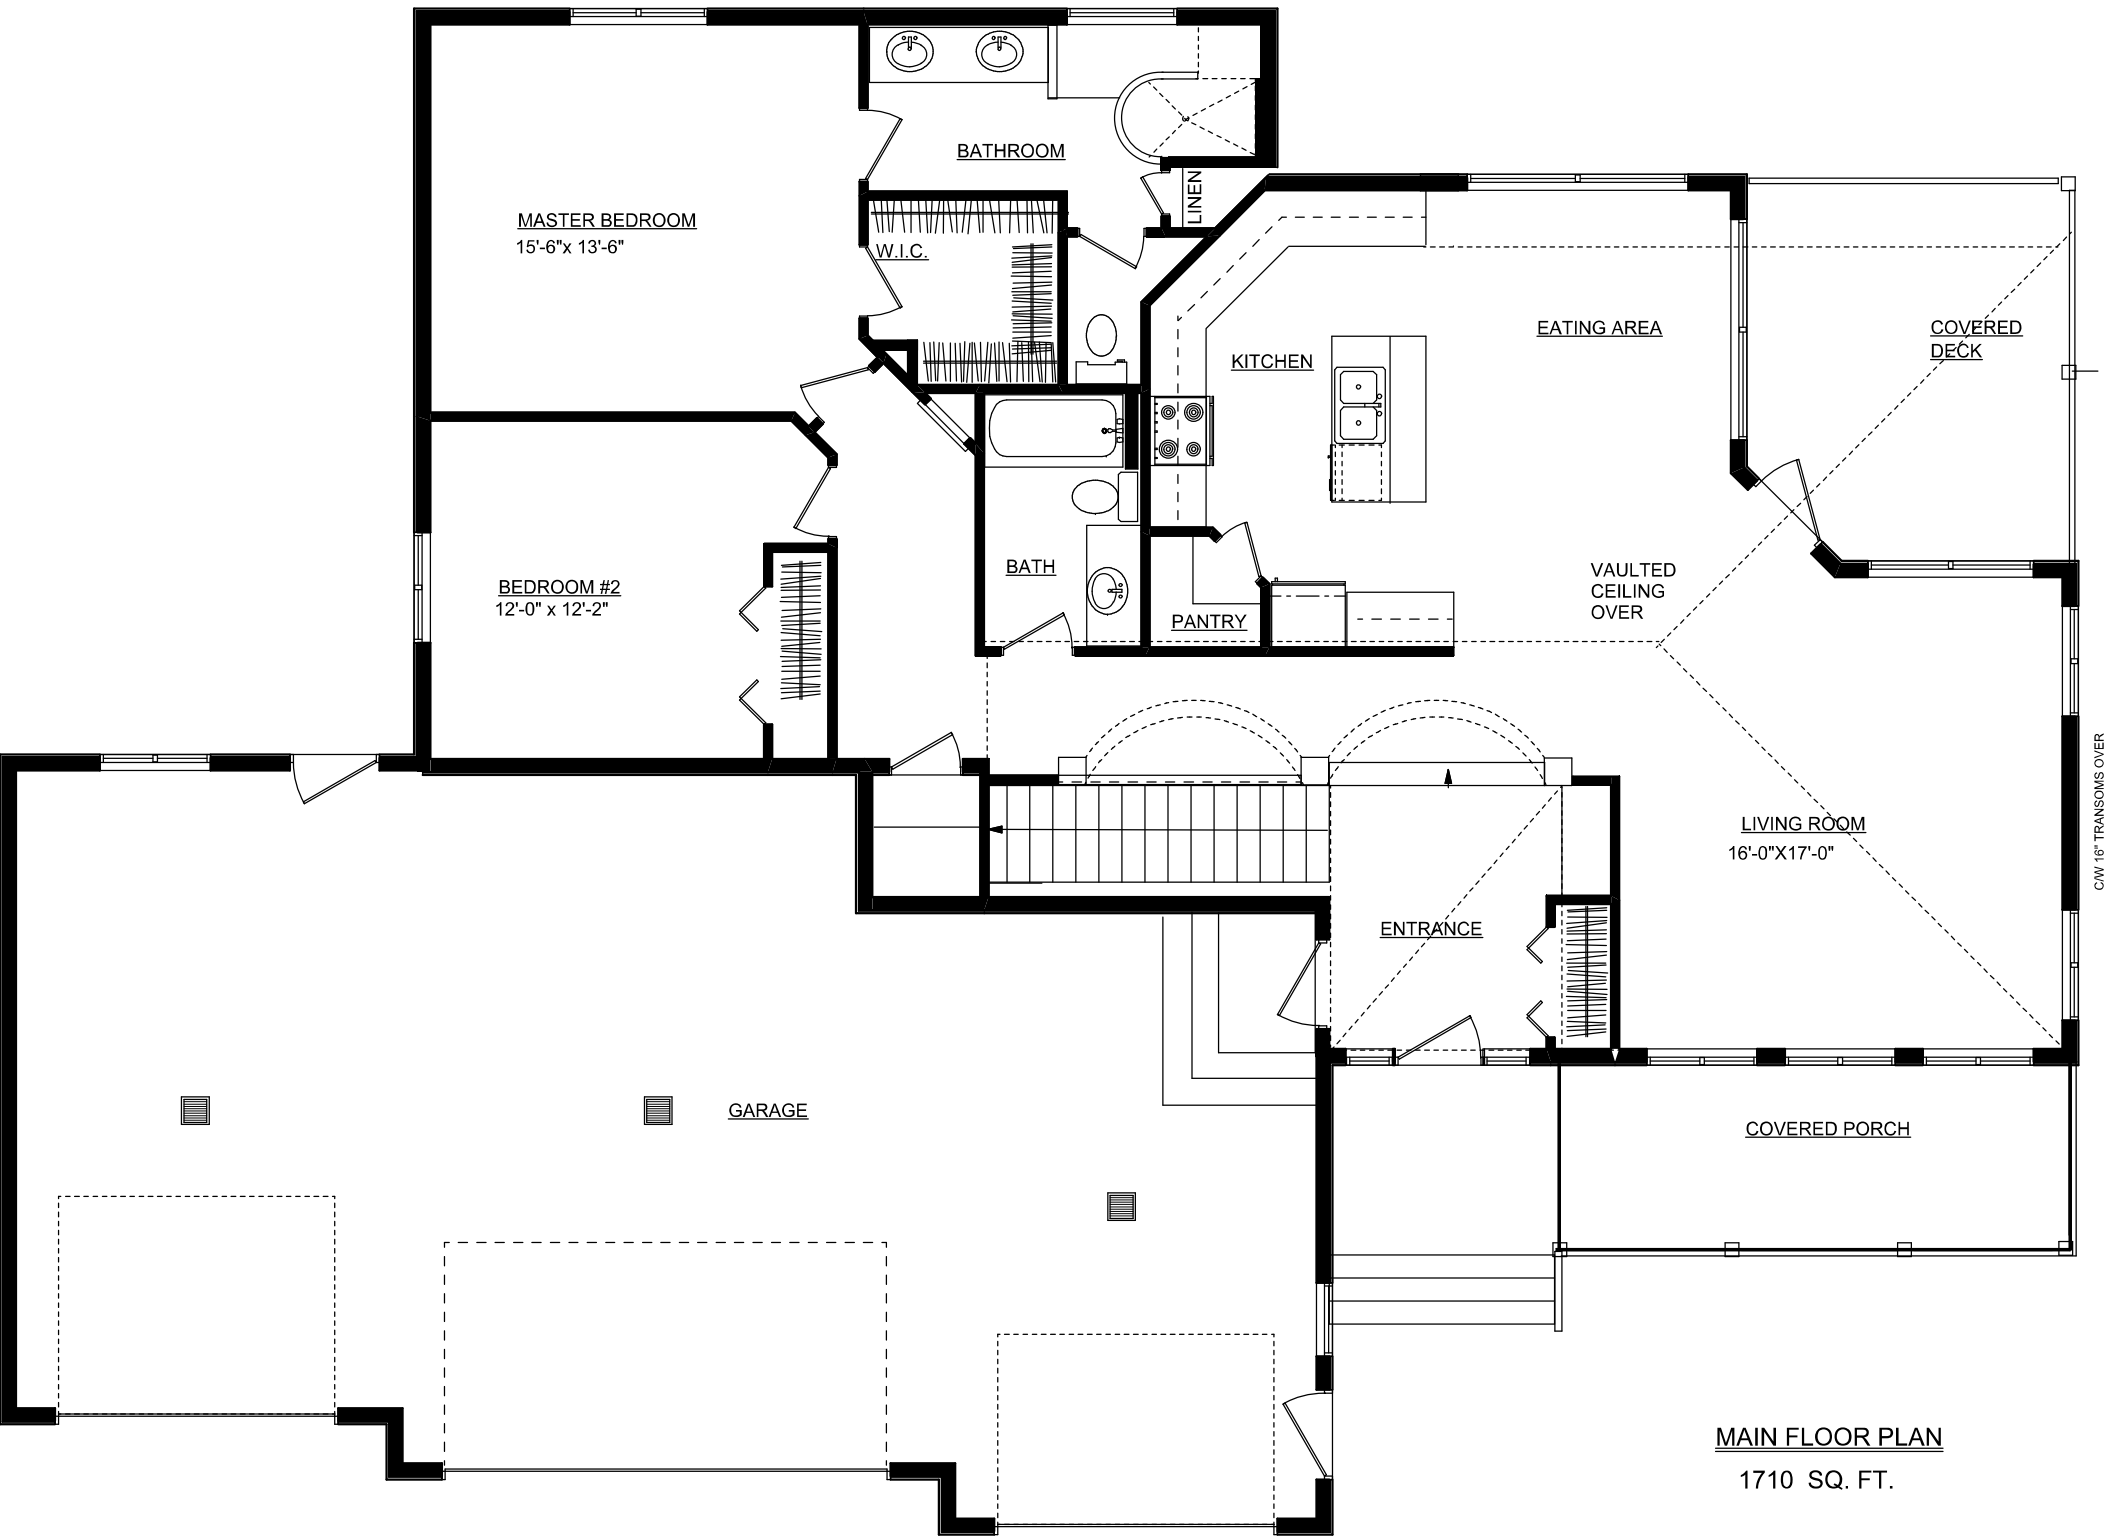 BATHROOM
LINEN
MASTER BEDROOM
15'-6"x 13'-6"
W.I.C.
KITCHEN
EATING AREA
COVERED
DECK
BATH
BEDROOM #2
12'-0" x 12'-2"
PANTRY
VAULTED
CEILING
OVER
LIVING ROOM
16'-0"X17'-0"
C/W 16" TRANSOMS OVER
ENTRANCE
GARAGE
COVERED PORCH
MAIN FLOOR PLAN
1710 SQ. FT.